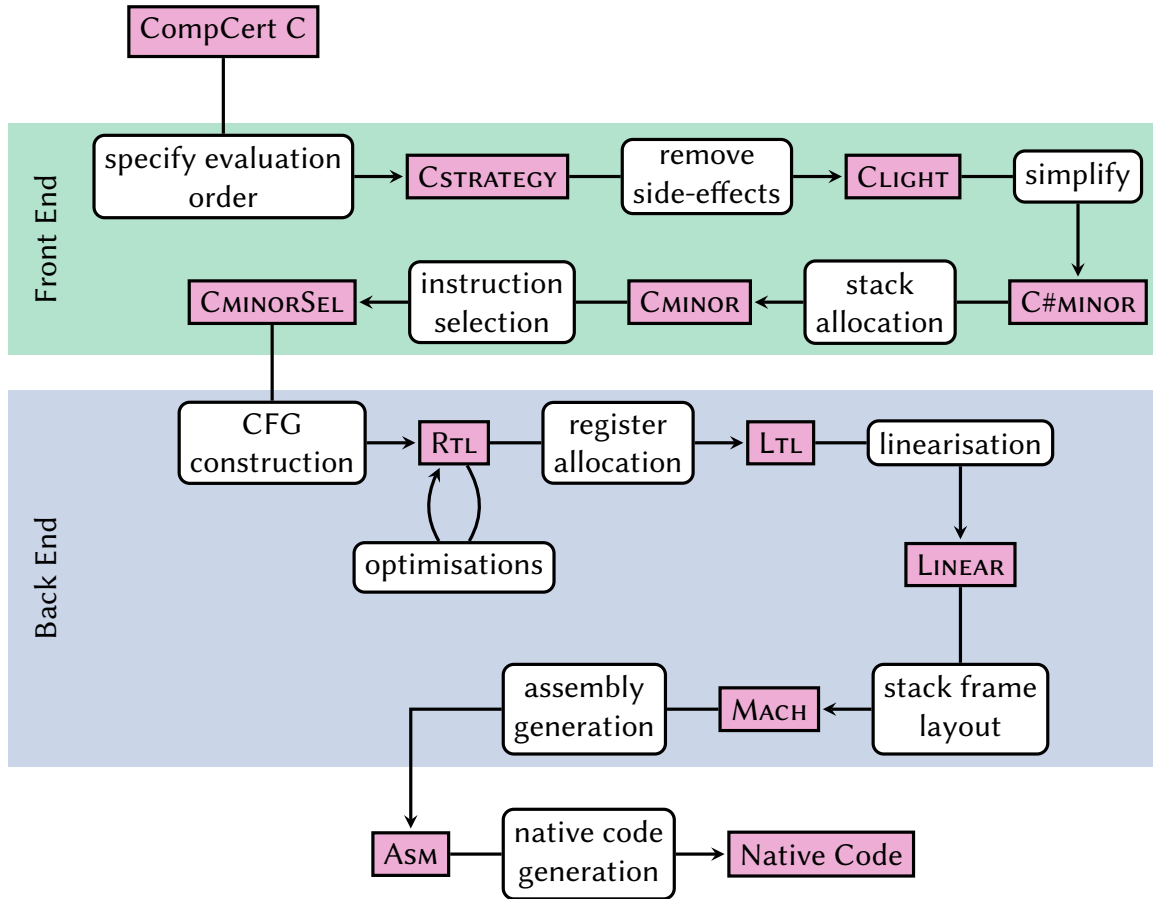 CompCert C
Front End
specify evaluation
order
CSTRATEGY
remove
side-effects
CLIGHT
simplify
CMINORSEL
instruction
selection
CMINOR
stack
allocation
C#MINOR
Back End
CFG
construction
RTL
register
allocation
LTL
linearisation
optimisations
LINEAR
assembly
generation
MACH
stack frame
layout
ASM
native code
generation
Native Code